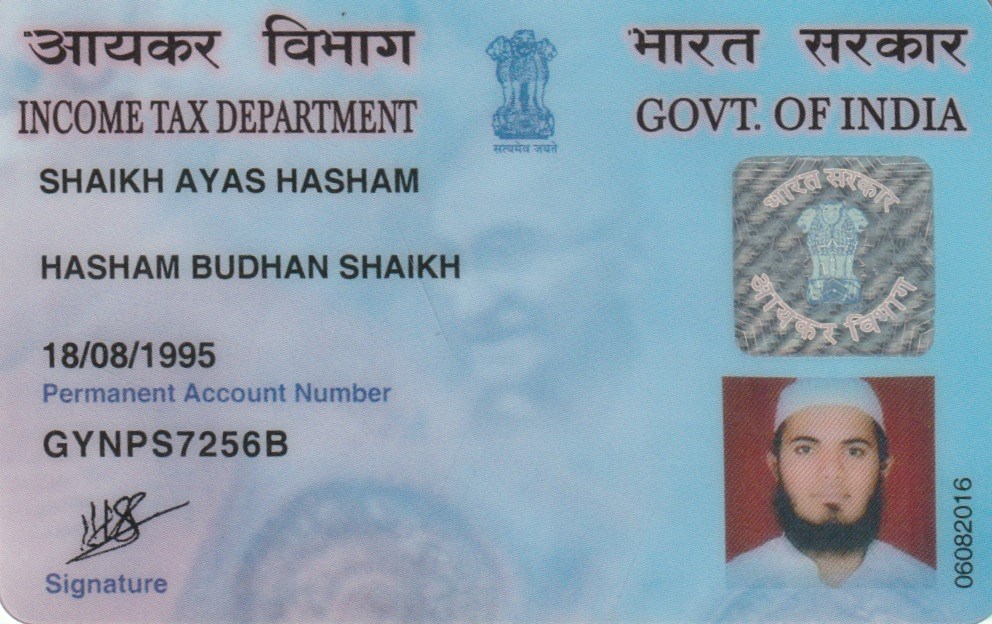 आयकर विभाग
INCOME TAX DEPARTMENT
भारत सरकार
GOVT. OF INDIA
सत्यमेव जयते
SHAIKH AYAS HASHAM
HASHAM BUDHAN SHAIKH
18/08/1995
Permanent Account Number
GYNPS7256B
Signature
भारत सरकार
आयकर विभाग
06082016